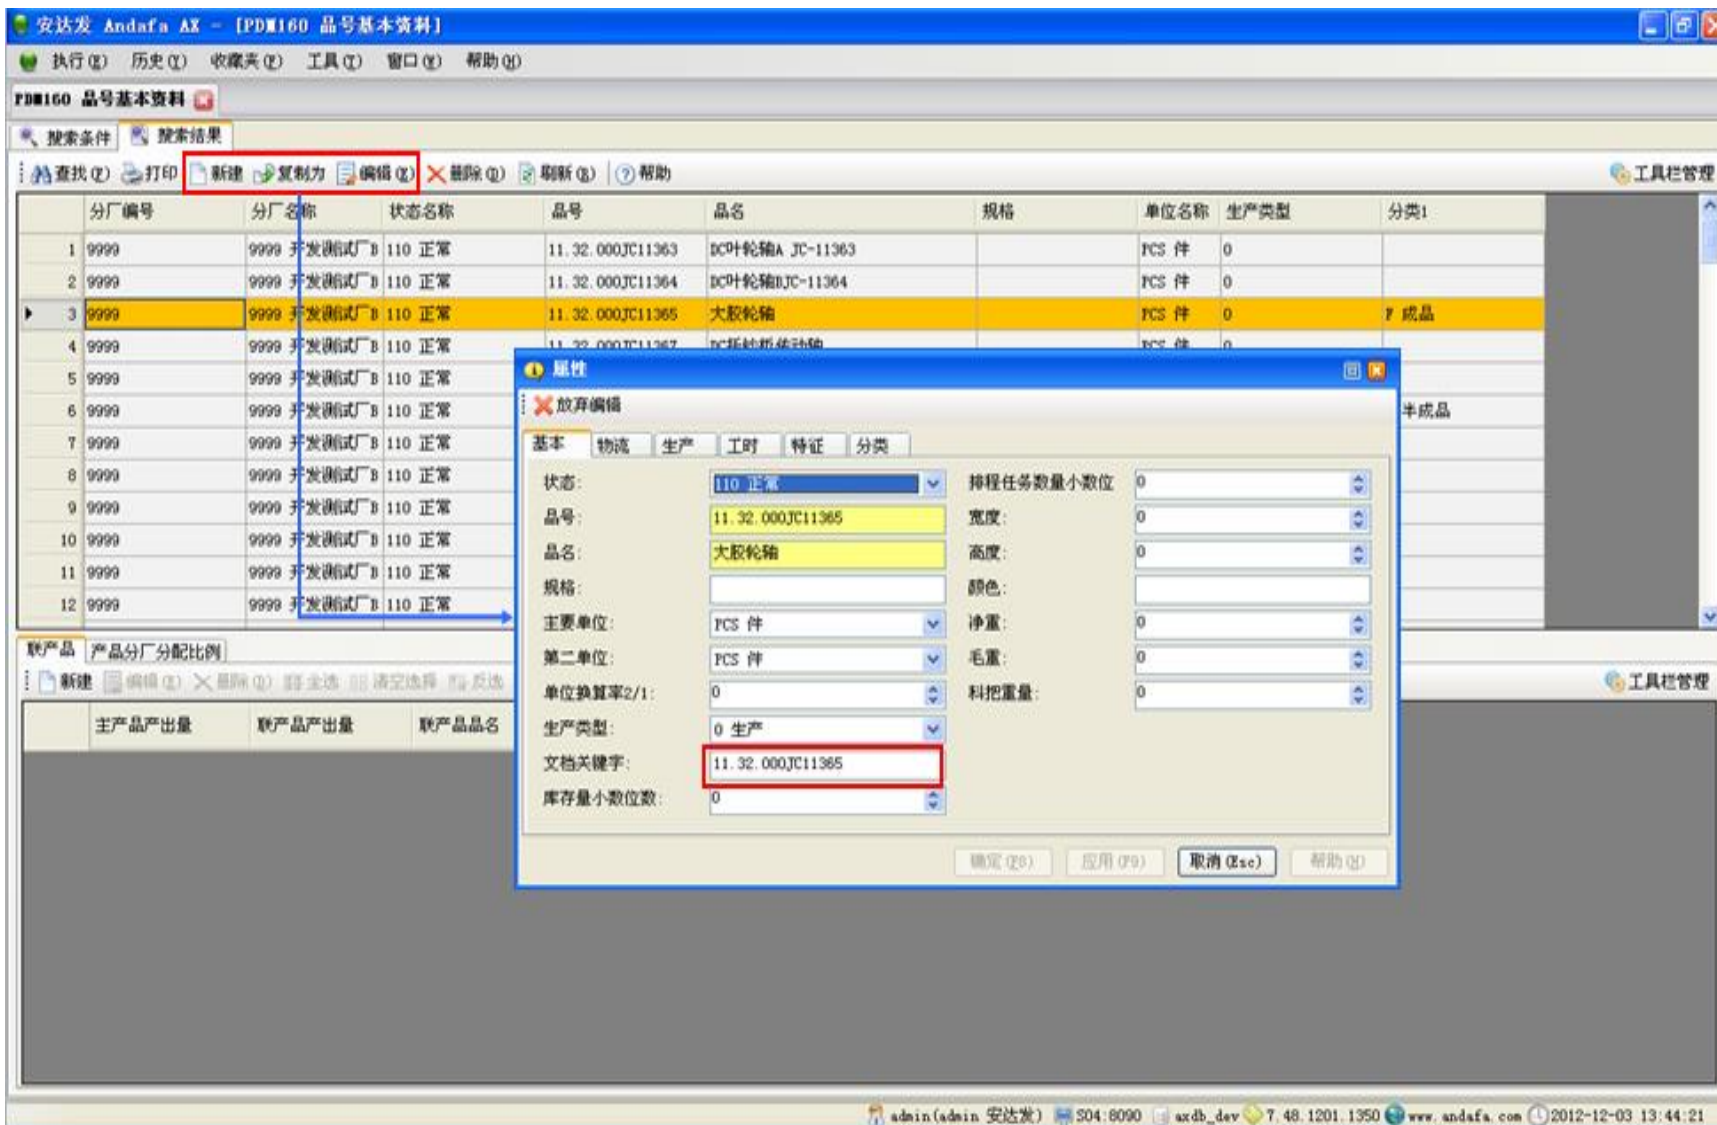 安达发 Andafa AX - [PDM160 品号基本资料]
执行(E) 历史(Y) 收藏夹(F) 工具(T) 窗口(W) 帮助(H)
PDM160 品号基本资料
搜索条件 搜索结果
查找(F) 打印 新建 复制为 编辑(E) 删除(D) 刷新(R) 帮助 工具栏管理
分厂编号 分厂名称 状态名称 品号 品名 规格 单位名称 生产类型 分类1
1 9999 9999 开发测试厂B 110 正常 11.32.000JC11363 DC叶轮轴A JC-11363 PCS 件 0
2 9999 9999 开发测试厂B 110 正常 11.32.000JC11364 DC叶轮轴BJC-11364 PCS 件 0
3 9999 9999 开发测试厂B 110 正常 11.32.000JC11365 大胶轮轴 PCS 件 0 F 成品
4 9999 9999 开发测试厂B 110 正常 11.32.000JC11367 PCS 件 0
5 9999 9999 开发测试厂B 110 正常
6 9999 9999 开发测试厂B 110 正常 半成品
7 9999 9999 开发测试厂B 110 正常
8 9999 9999 开发测试厂B 110 正常
9 9999 9999 开发测试厂B 110 正常
10 9999 9999 开发测试厂B 110 正常
11 9999 9999 开发测试厂B 110 正常
12 9999 9999 开发测试厂B 110 正常
属性
放弃编辑
基本 物流 生产 工时 特征 分类
状态: 110 正常 排程任务数量小数位 0
品号: 11.32.000JC11365 宽度: 0
品名: 大胶轮轴 高度: 0
规格: 颜色:
主要单位: PCS 件 净重: 0
第二单位: PCS 件 毛重: 0
单位换算率2/1: 0 料把重量: 0
生产类型: 0 生产
文档关键字: 11.32.000JC11365
库存量小数位数: 0
确定(F8) 应用(F9) 取消(Esc) 帮助(H)
联产品 产品分厂分配比例
新建 编辑(E) 删除(D) 全选 清空选择 反选 工具栏管理
主产品产出量 联产品产出量 联产品品名
admin(admin 安达发) S04:8090 axdb_dev 7.48.1201.1350 www.andafa.com 2012-12-03 13:44:21